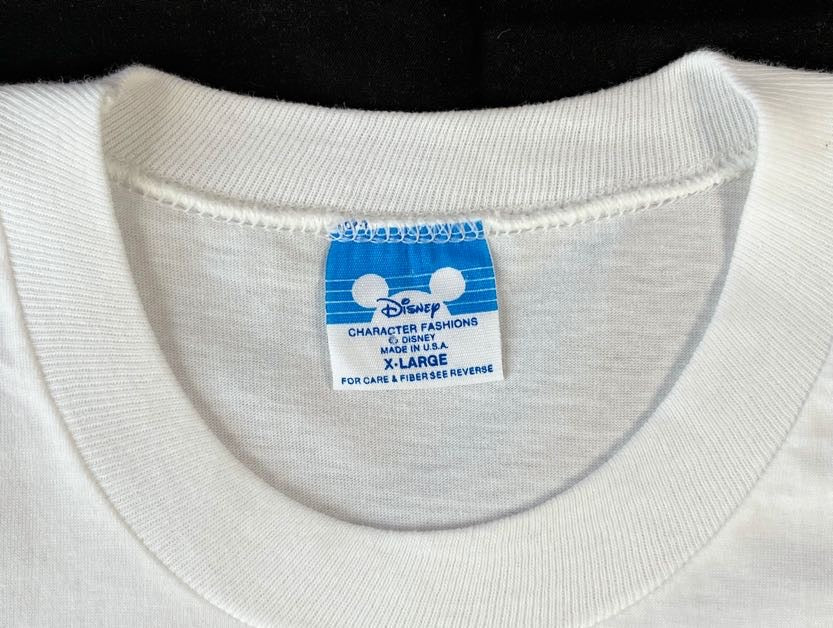 Disney
CHARACTER FASHIONS
© DISNEY
MADE IN U.S.A.
X-LARGE
FOR CARE & FIBER SEE REVERSE